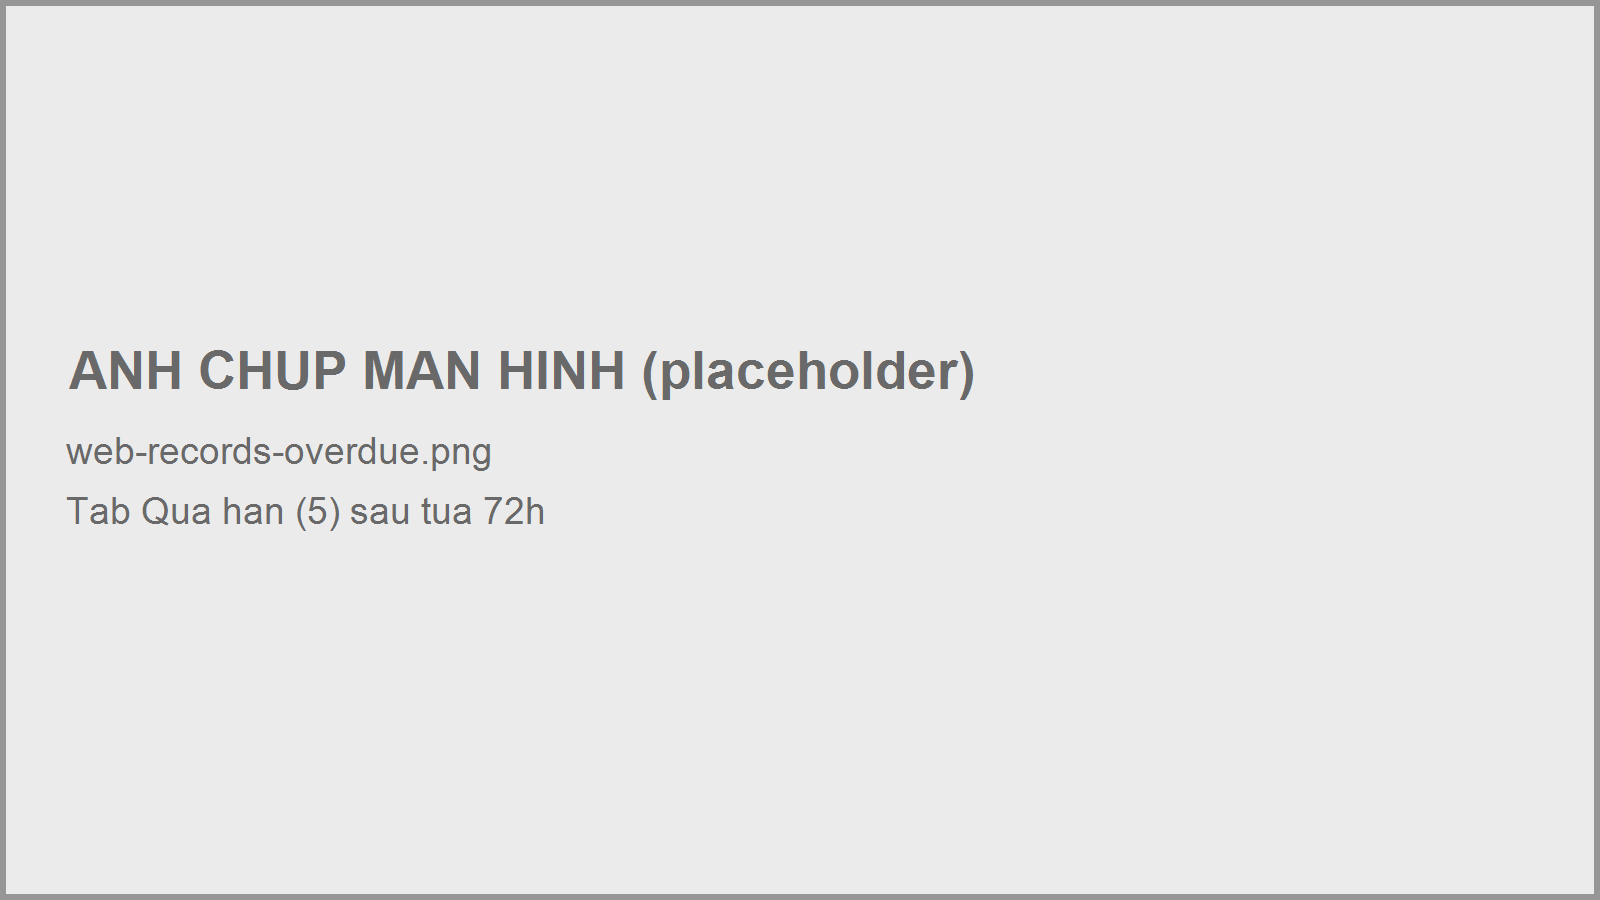 ANH CHUP MAN HINH (placeholder)
web-records-overdue.png
Tab Qua han (5) sau tua 72h